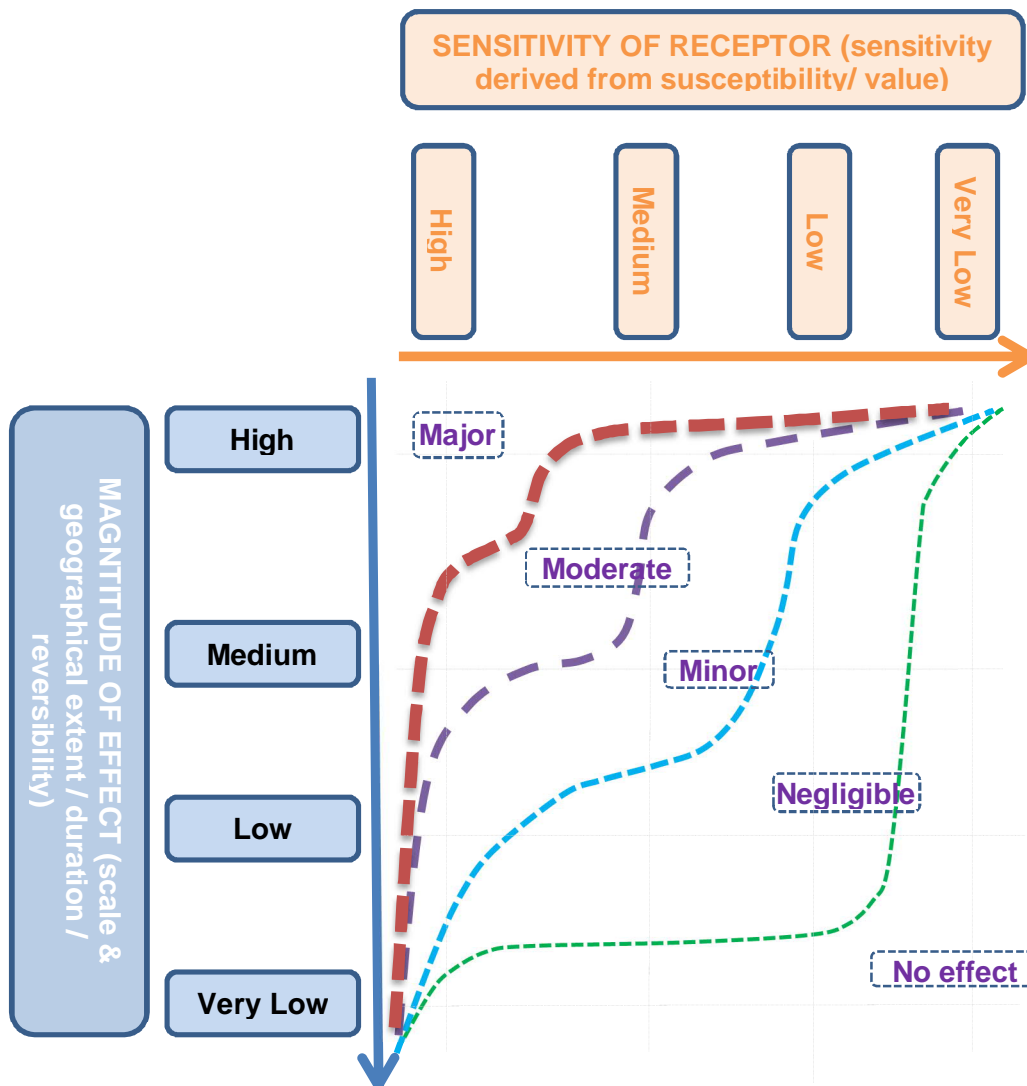 SENSITIVITY OF RECEPTOR (sensitivity
derived from susceptibility/ value)
High
Medium
Low
Very Low
MAGNTITUDE OF EFFECT (scale &
geographical extent / duration /
reversibility)
High
Medium
Low
Very Low
Major
Moderate
Minor
Negligible
No effect